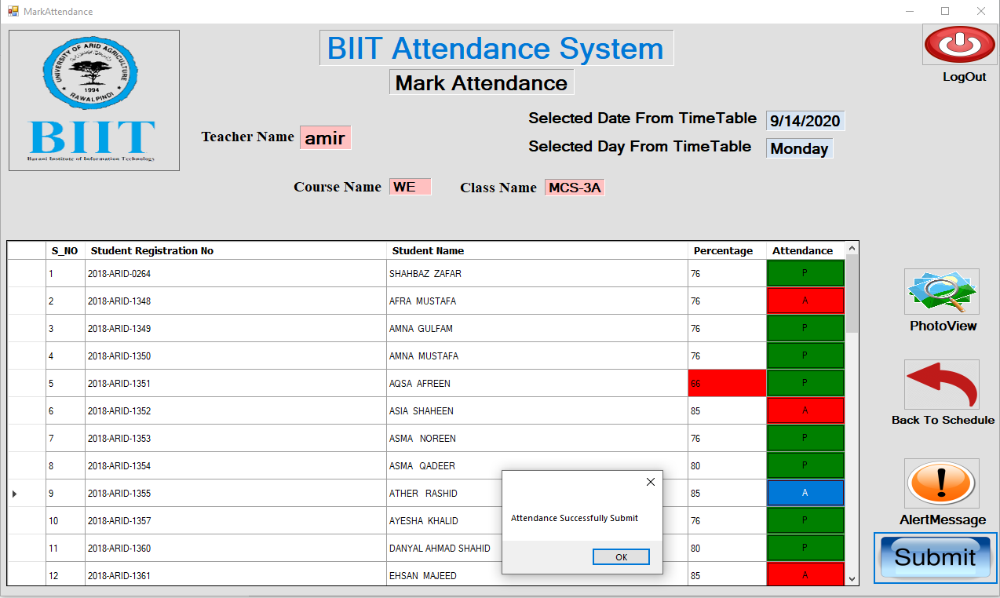 MarkAttendance
UNIVERSITY OF ARID AGRICULTURE
1994
RAWALPINDI
BIIT
Barani Institute of Information Technology
BIIT Attendance System
Mark Attendance
LogOut
Teacher Name amir
Selected Date From TimeTable 9/14/2020
Selected Day From TimeTable Monday
Course Name WE Class Name MCS-3A
S_NO Student Registration No Student Name Percentage Attendance
1 2018-ARID-0264 SHAHBAZ ZAFAR 76 P
2 2018-ARID-1348 AFRA MUSTAFA 76 A
3 2018-ARID-1349 AMNA GULFAM 76 P
4 2018-ARID-1350 AMNA MUSTAFA 76 P
5 2018-ARID-1351 AQSA AFREEN 66 P
6 2018-ARID-1352 ASIA SHAHEEN 85 A
7 2018-ARID-1353 ASMA NOREEN 76 P
8 2018-ARID-1354 ASMA QADEER 80 P
9 2018-ARID-1355 ATHER RASHID 85 A
10 2018-ARID-1357 AYESHA KHALID 76 P
11 2018-ARID-1360 DANYAL AHMAD SHAHID 80 P
12 2018-ARID-1361 EHSAN MAJEED 85 A
Attendance Successfully Submit
OK
PhotoView
Back To Schedule
AlertMessage
Submit